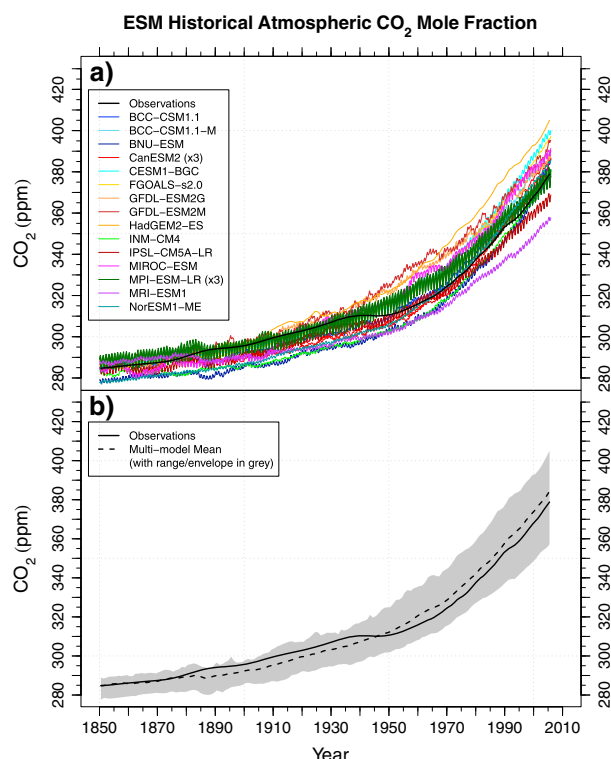 ESM Historical Atmospheric CO2 Mole Fraction
a)
Observations
BCC−CSM1.1
BCC−CSM1.1−M
BNU−ESM
CanESM2 (x3)
CESM1−BGC
FGOALS−s2.0
GFDL−ESM2G
GFDL−ESM2M
HadGEM2−ES
INM−CM4
IPSL−CM5A−LR
MIROC−ESM
MPI−ESM−LR (x3)
MRI−ESM1
NorESM1−ME
CO2 (ppm)
280 300 320 340 360 380 400 420
280 300 320 340 360 380 400 420
b)
Observations
Multi−model Mean
(with range/envelope in grey)
CO2 (ppm)
280 300 320 340 360 380 400 420
280 300 320 340 360 380 400 420
1850 1870 1890 1910 1930 1950 1970 1990 2010
Year